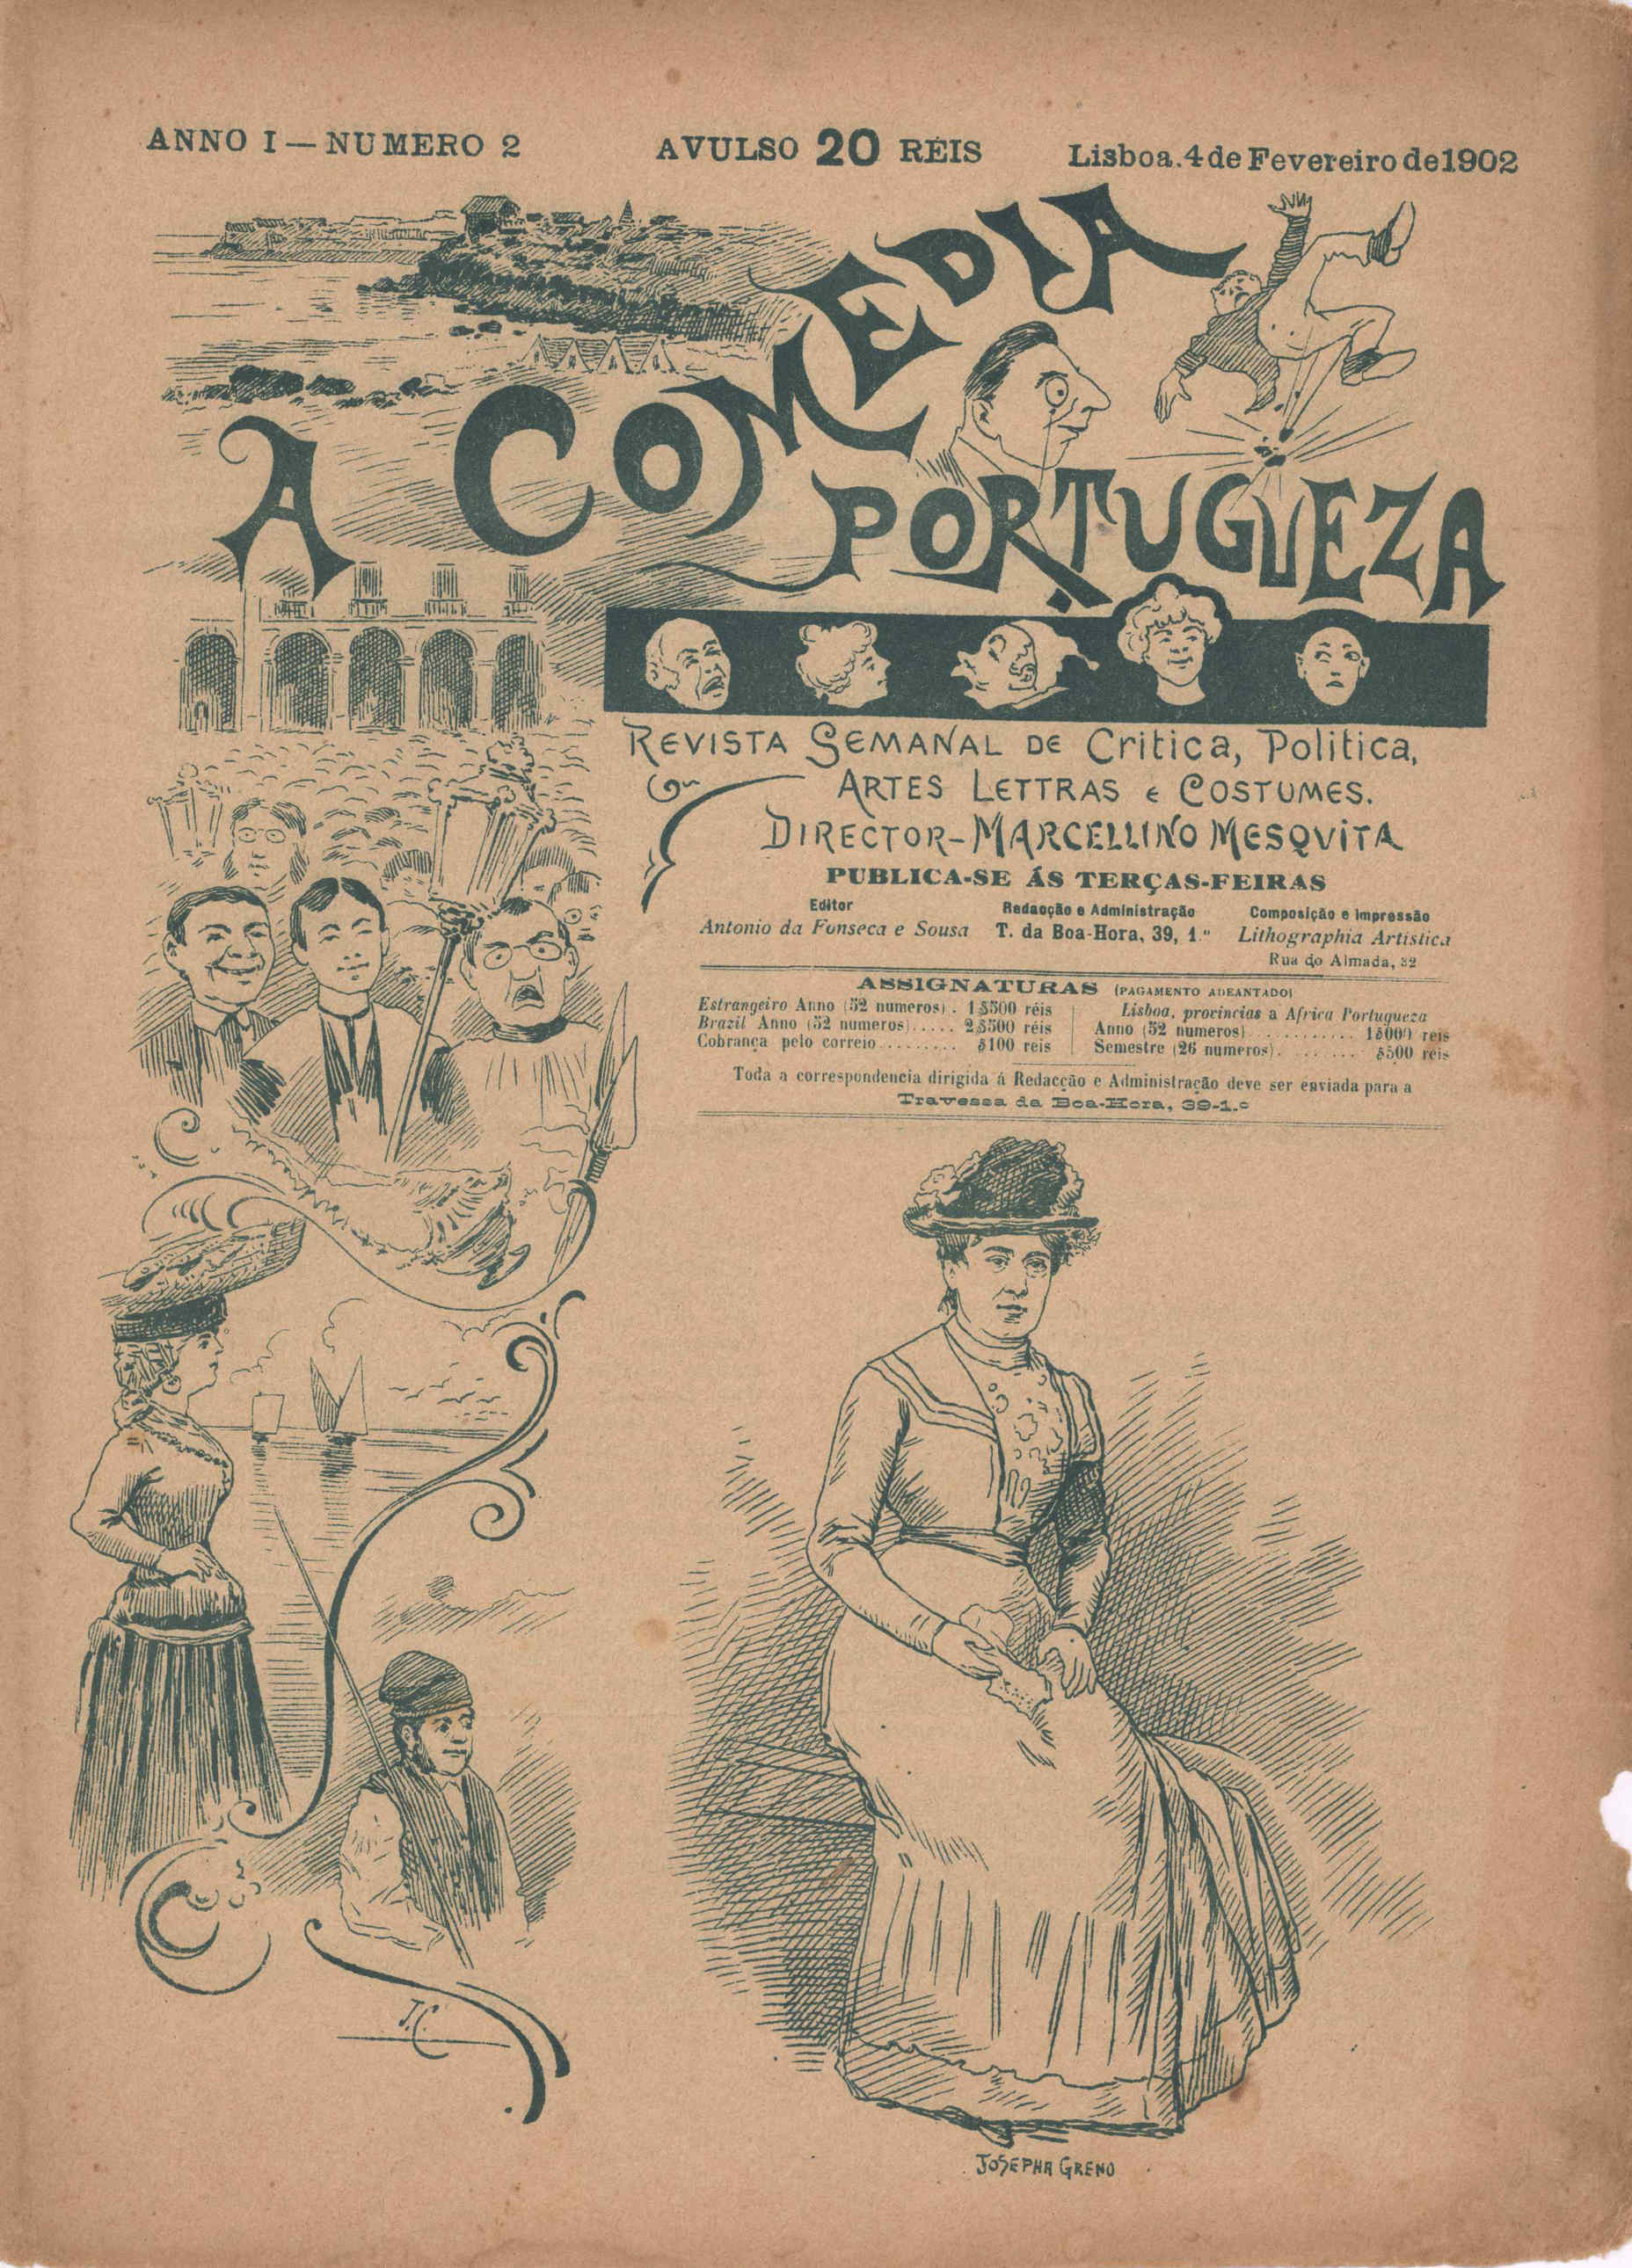 ANNO I — NUMERO 2
AVULSO 20 RÉIS
Lisboa. 4 de Fevereiro de 1902
A COMEDIA
PORTUGUEZA
REVISTA SEMANAL DE Critica, Politica,
ARTES LETTRAS E COSTUMES.
DIRECTOR-MARCELLINO MESQVITA
PUBLICA-SE ÁS TERÇAS-FEIRAS
Editor
Antonio da Fonseca e Sousa
Redacção e Administração
T. da Boa-Hora, 39, 1.º
Composição e impressão
Lithographia Artistica
Rua do Almada, 32
ASSIGNATURAS (PAGAMENTO ADEANTADO)
Estrangeiro Anno (52 numeros) . 1$500 réis
Brazil Anno (52 numeros)..... 2$500 réis
Cobrança pelo correio......... $100 reis
Lisboa, provincias a Africa Portugueza
Anno (52 numeros) .......... 1$000 reis
Semestre (26 numeros). ....... $500 reis
Toda a correspondencia dirigida á Redacção e Administração deve ser enviada para a
Travessa da Boa-Hora, 39-1.º
J.C.
JOSEPHA GRENO